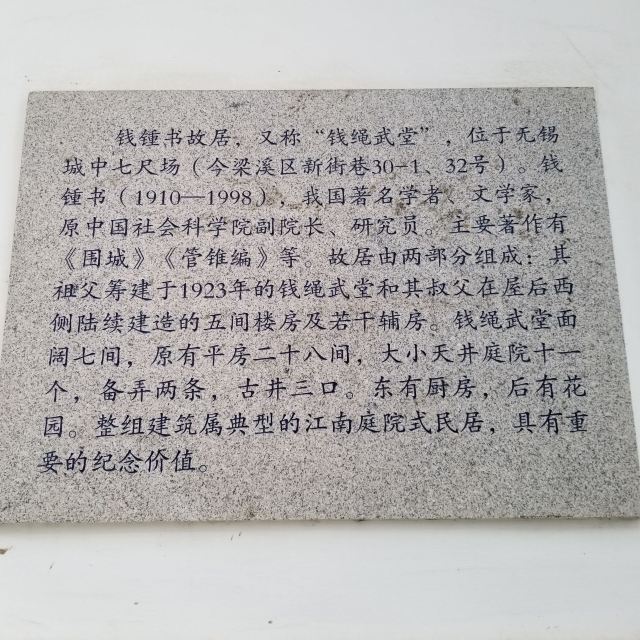 钱锺书故居，又称“钱绳武堂”，位于无锡
城中七尺场（今梁溪区新街巷30-1、32号）。钱
锺书（1910—1998），我国著名学者、文学家，
原中国社会科学院副院长、研究员。主要著作有
《围城》《管锥编》等。故居由两部分组成：其
祖父筹建于1923年的钱绳武堂和其叔父在屋后西
侧陆续建造的五间楼房及若干辅房。钱绳武堂面
阔七间，原有平房二十八间，大小天井庭院十一
个，备弄两条，古井三口。东有厨房，后有花
园。整组建筑属典型的江南庭院式民居，具有重
要的纪念价值。